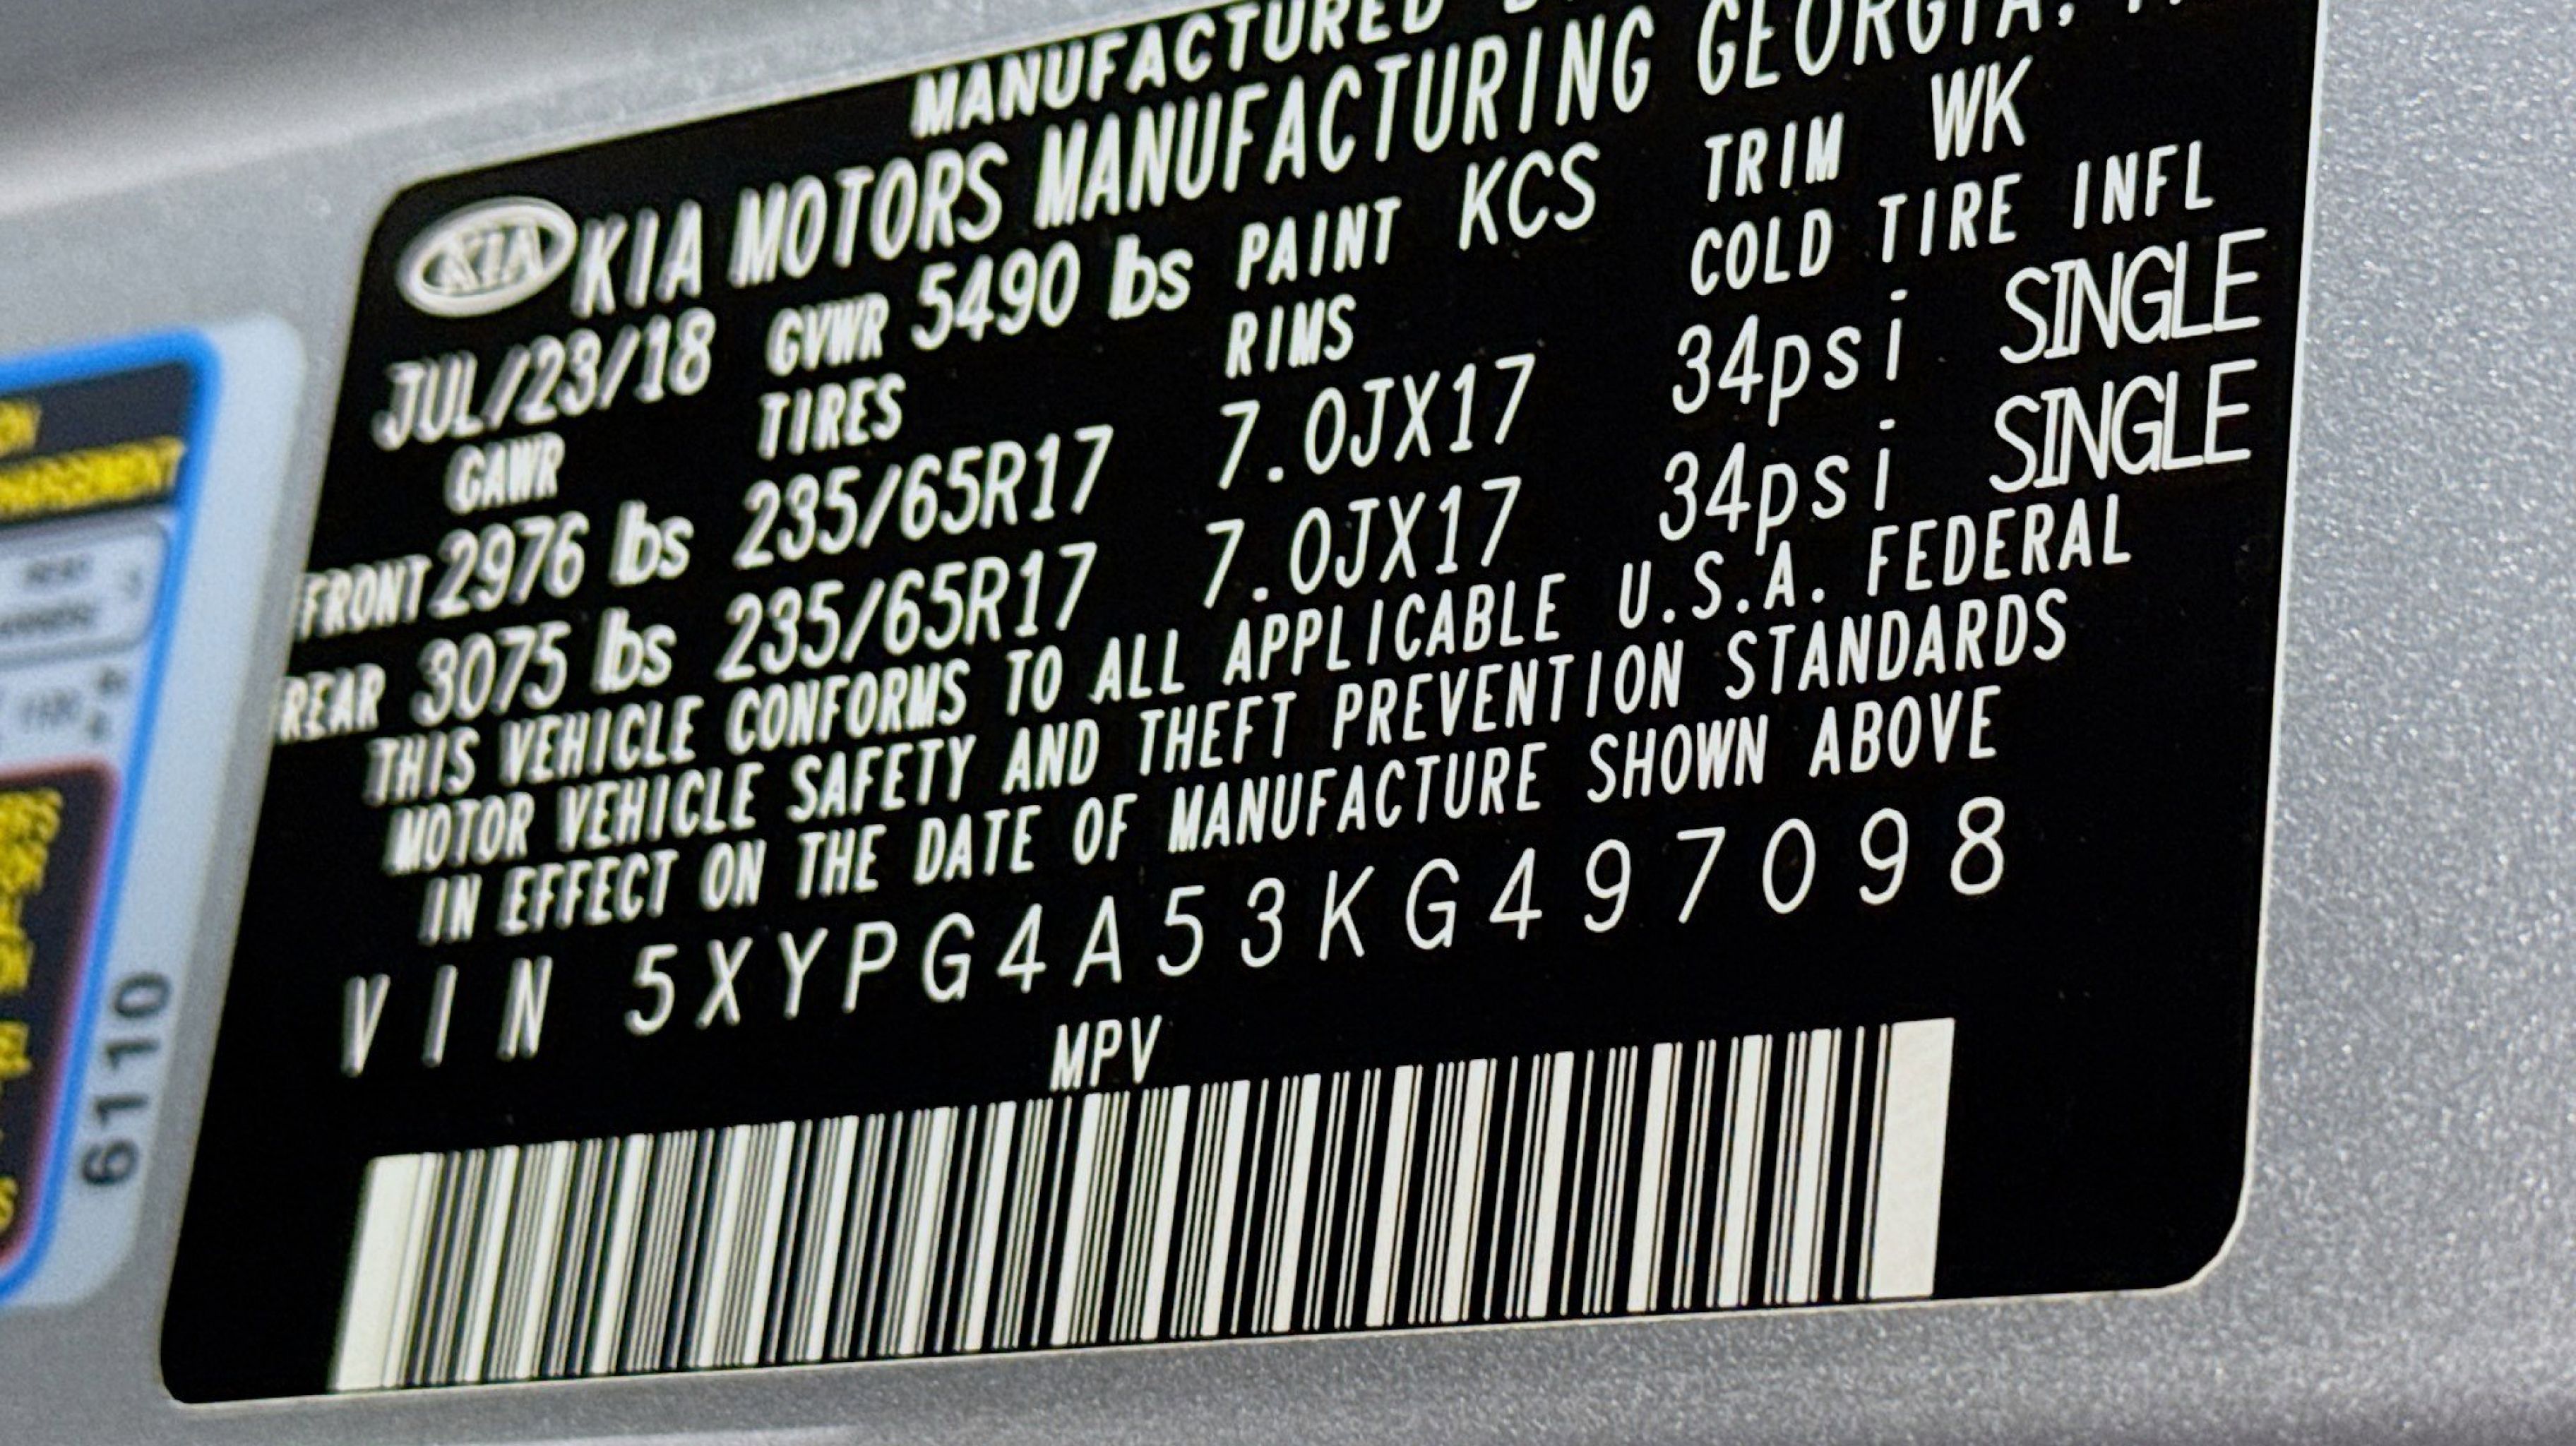 MANUFACTURED
KIA MOTORS MANUFACTURING GEORGIA,
KIA
JUL/23/18 GVWR 5490 lbs PAINT KCS TRIM WK
GAWR TIRES RIMS COLD TIRE INFL
FRONT 2976 lbs 235/65R17 7.0JX17 34psi SINGLE
REAR 3075 lbs 235/65R17 7.0JX17 34psi SINGLE
THIS VEHICLE CONFORMS TO ALL APPLICABLE U.S.A. FEDERAL
MOTOR VEHICLE SAFETY AND THEFT PREVENTION STANDARDS
IN EFFECT ON THE DATE OF MANUFACTURE SHOWN ABOVE
VIN 5XYPG4A53KG497098
MPV
6110